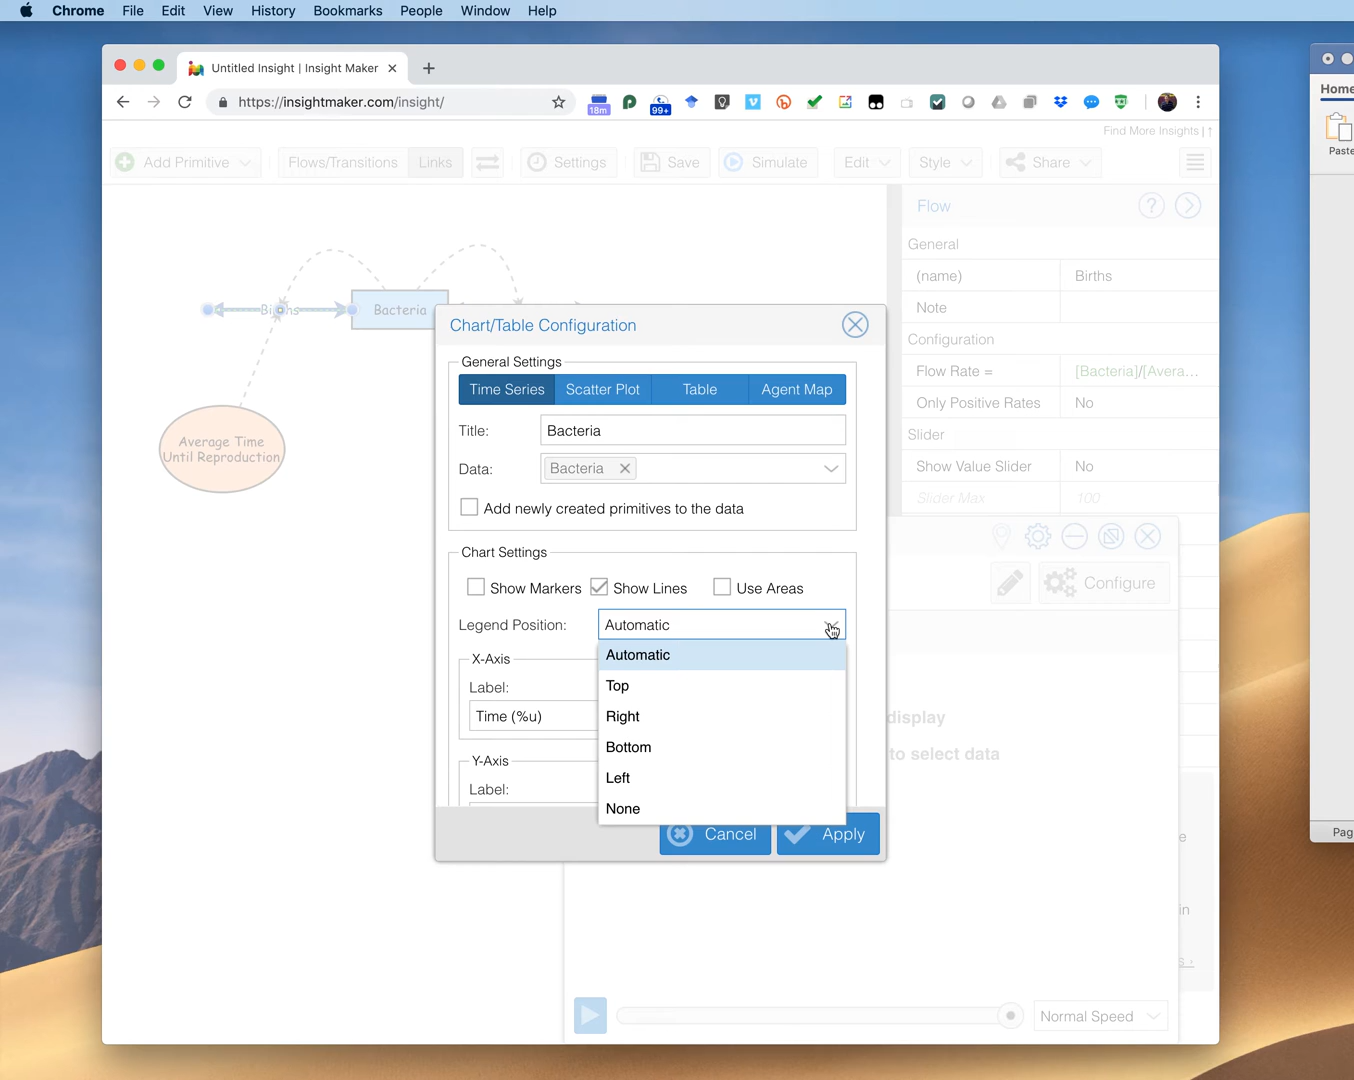 Chrome File Edit View History Bookmarks People Window Help
Untitled Insight | Insight Maker
https://insightmaker.com/insight/
18m
99+
Home
Paste
Find More Insights | ↑
Add Primitive
Flows/Transitions
Links
Settings
Save
Simulate
Edit
Style
Share
Flow
General
(name) Births
Note
Configuration
Flow Rate = [Bacteria]/[Avera...
Only Positive Rates No
Slider
Show Value Slider No
Slider Max 100
Births
Bacteria
Average Time
Until Reproduction
Chart/Table Configuration
General Settings
Time Series Scatter Plot Table Agent Map
Title: Bacteria
Data: Bacteria
Add newly created primitives to the data
Chart Settings
Show Markers Show Lines Use Areas
Legend Position: Automatic
Automatic
Top
Right
Bottom
Left
None
X-Axis
Label:
Time (%u)
Y-Axis
Label:
Cancel
Apply
Configure
display
to select data
e
in
s ›
Pag
Normal Speed